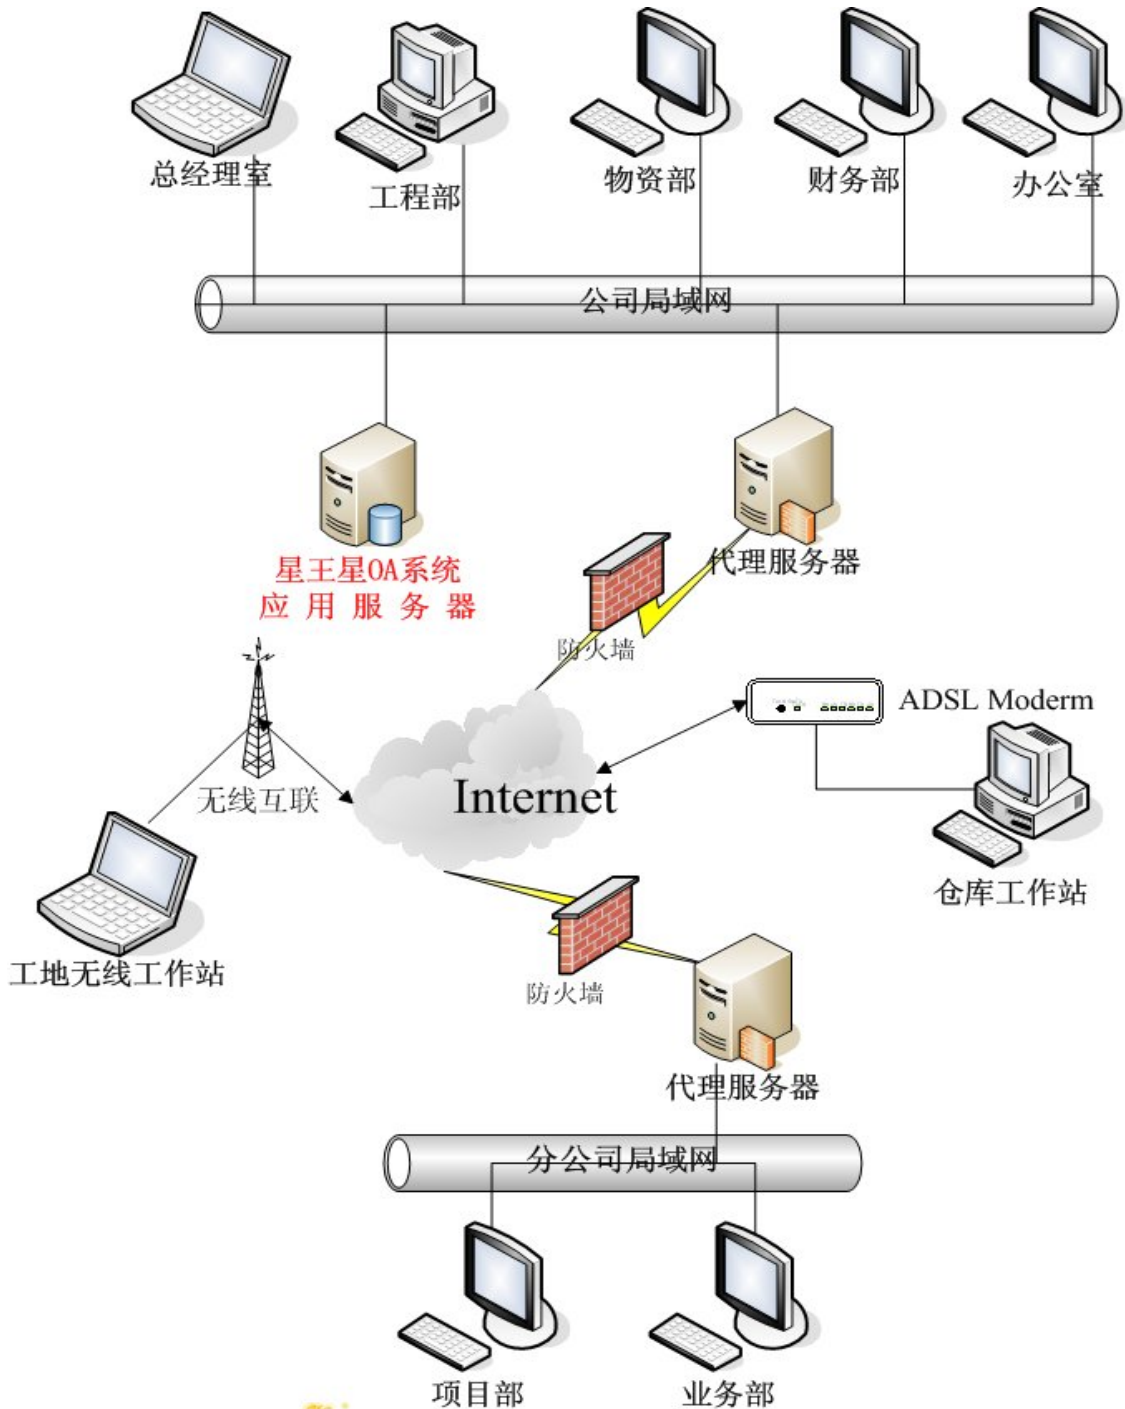 总经理室
工程部
物资部
财务部
办公室
公司局域网
星王星OA系统
应用服务器
代理服务器
防火墙
ADSL Moderm
无线互联
Internet
仓库工作站
工地无线工作站
防火墙
代理服务器
分公司局域网
项目部
业务部